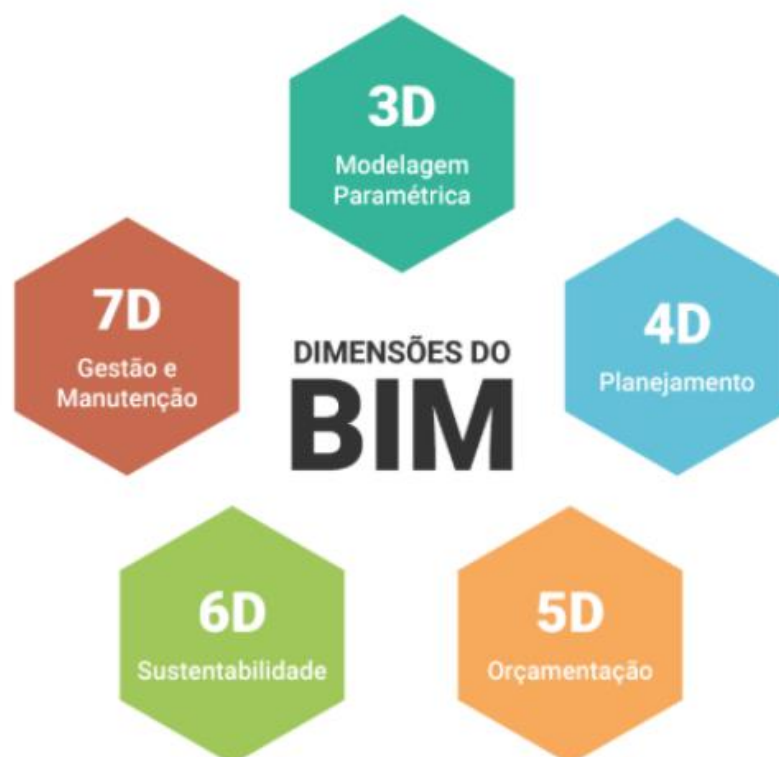 3D
Modelagem
Paramétrica
7D
Gestão e
Manutenção
DIMENSÕES DO
BIM
4D
Planejamento
6D
Sustentabilidade
5D
Orçamentação